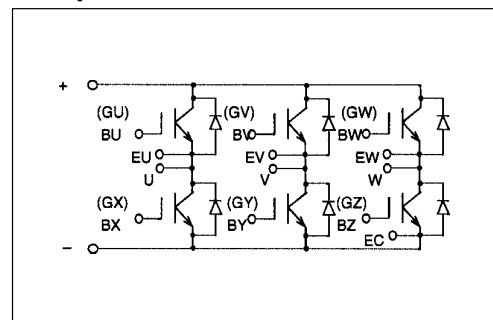 +
(GU) (GV) (GW)
BU BV BW
EU EV EW
U V W
(GX) (GY) (GZ)
BX BY BZ
EC
−